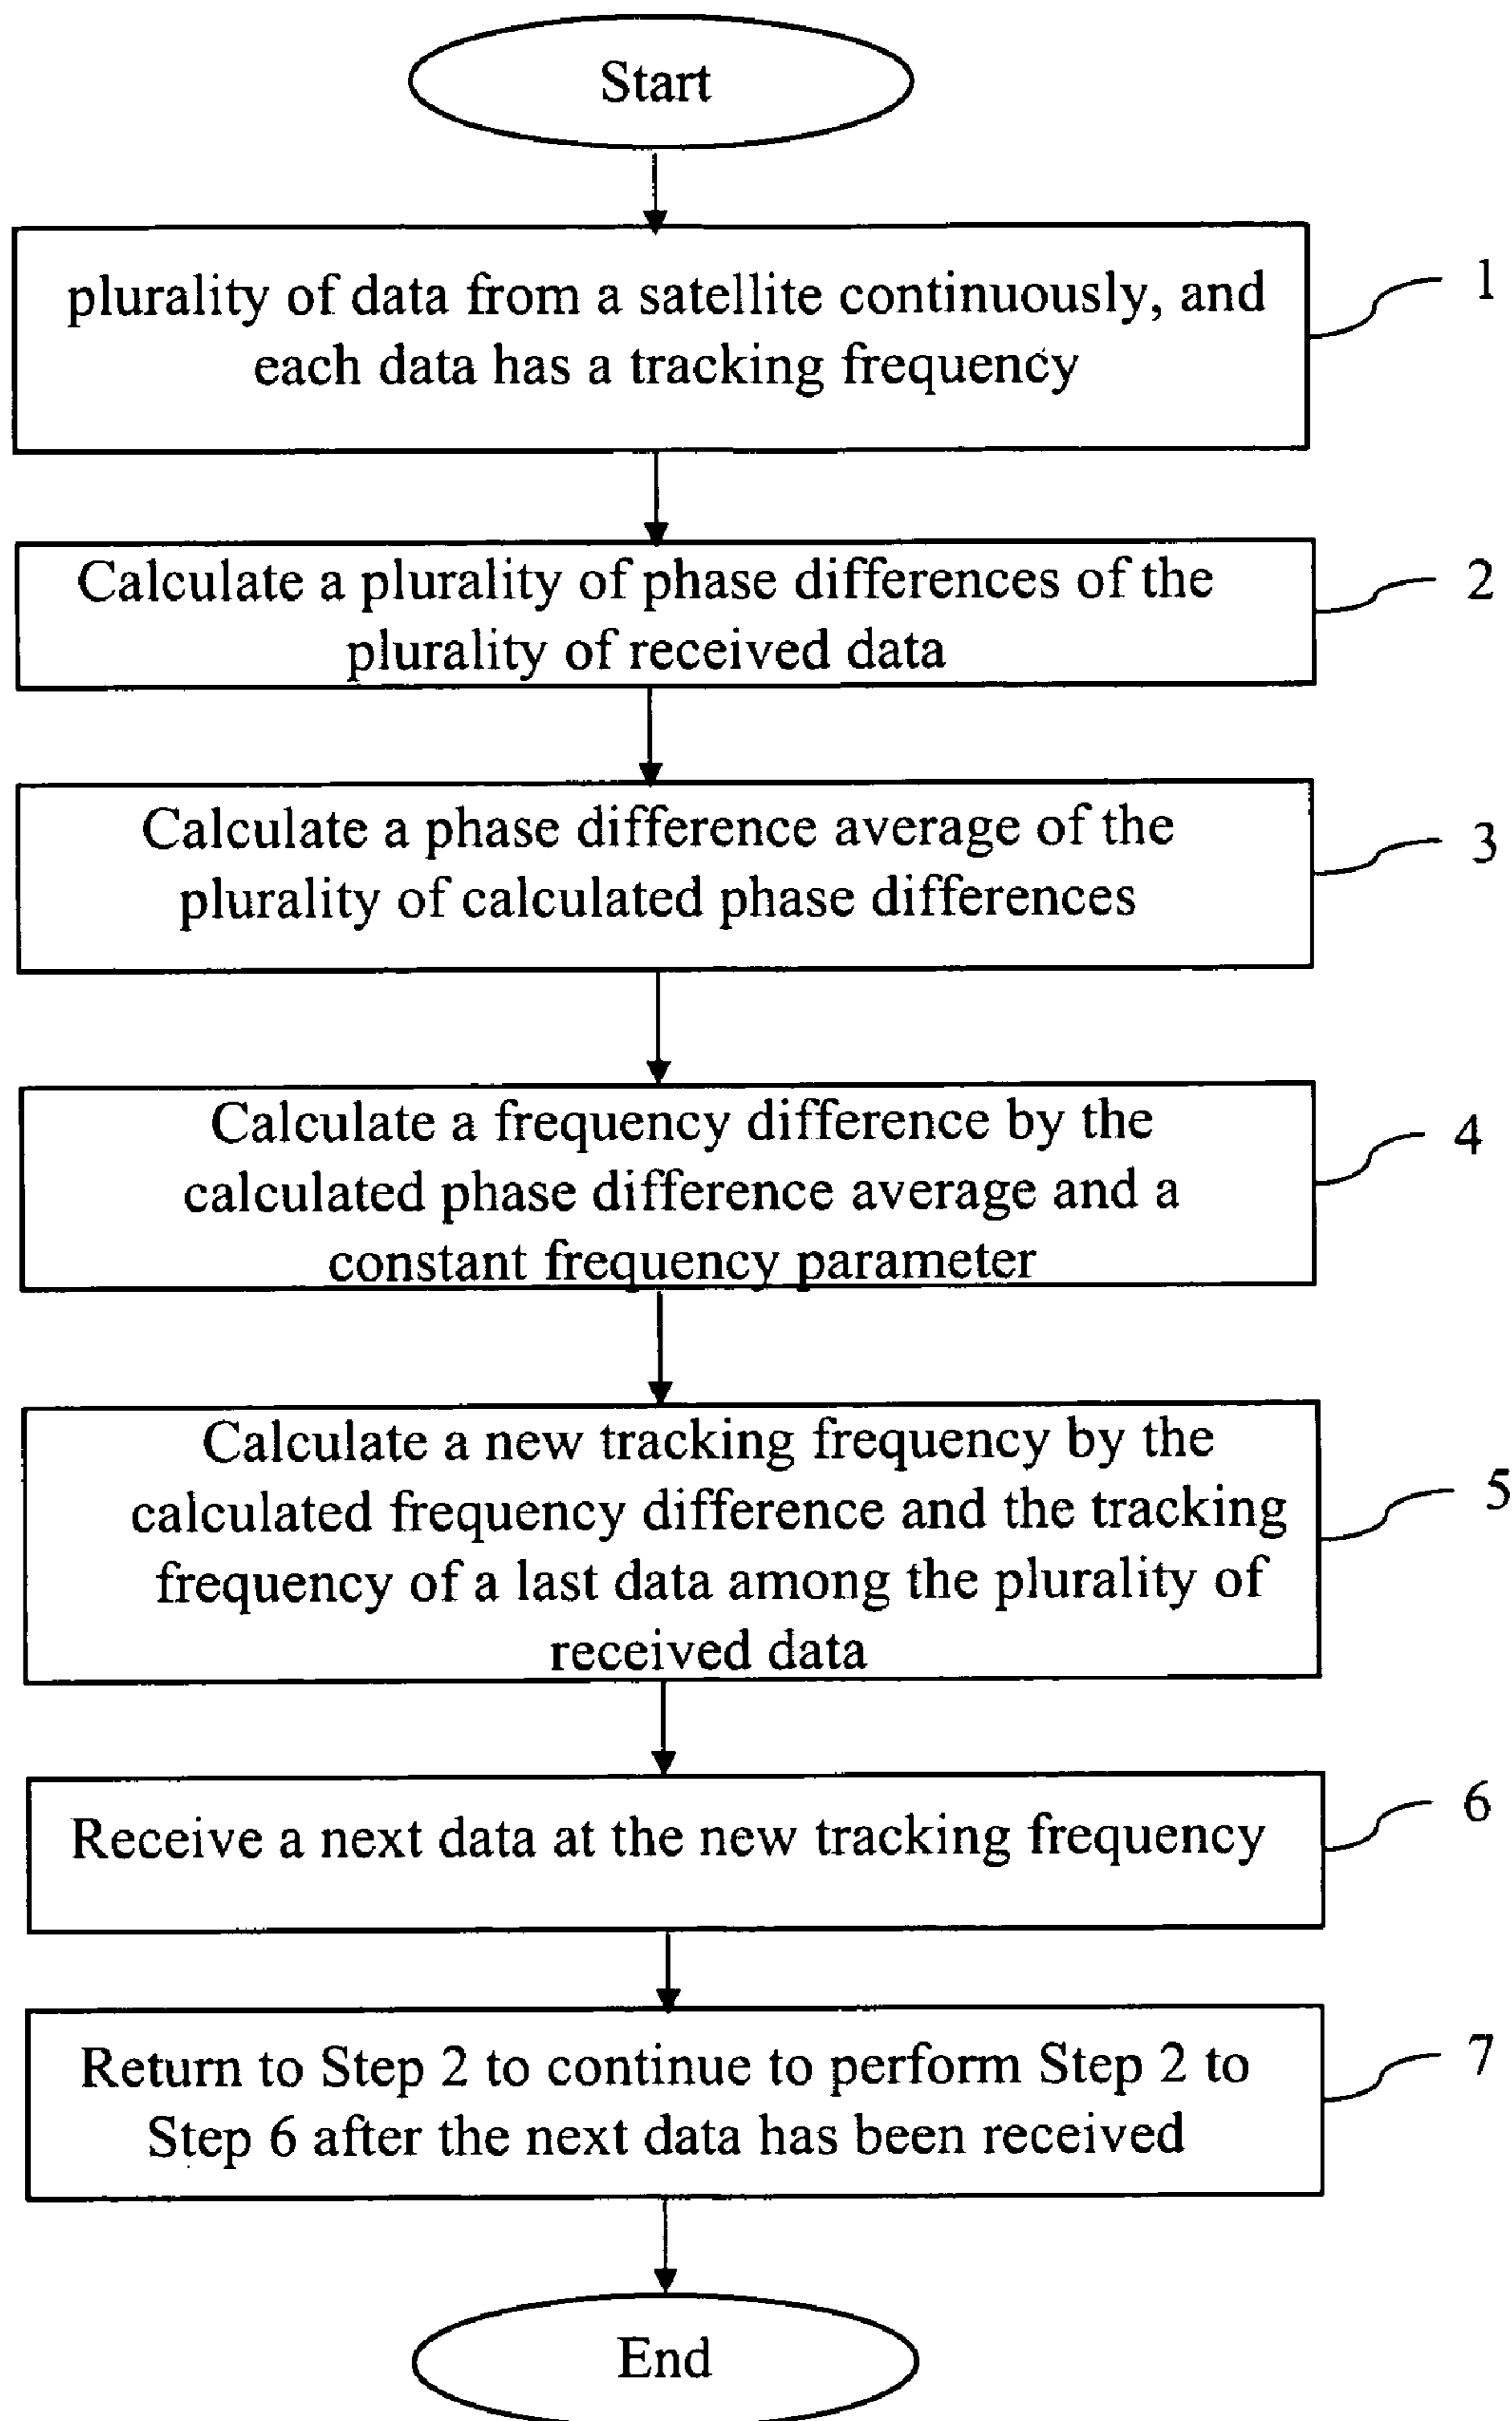 Start
plurality of data from a satellite continuously, and
each data has a tracking frequency
1
Calculate a plurality of phase differences of the
plurality of received data
2
Calculate a phase difference average of the
plurality of calculated phase differences
3
Calculate a frequency difference by the
calculated phase difference average and a
constant frequency parameter
4
Calculate a new tracking frequency by the
calculated frequency difference and the tracking
frequency of a last data among the plurality of
received data
5
Receive a next data at the new tracking frequency
6
Return to Step 2 to continue to perform Step 2 to
Step 6 after the next data has been received
7
End